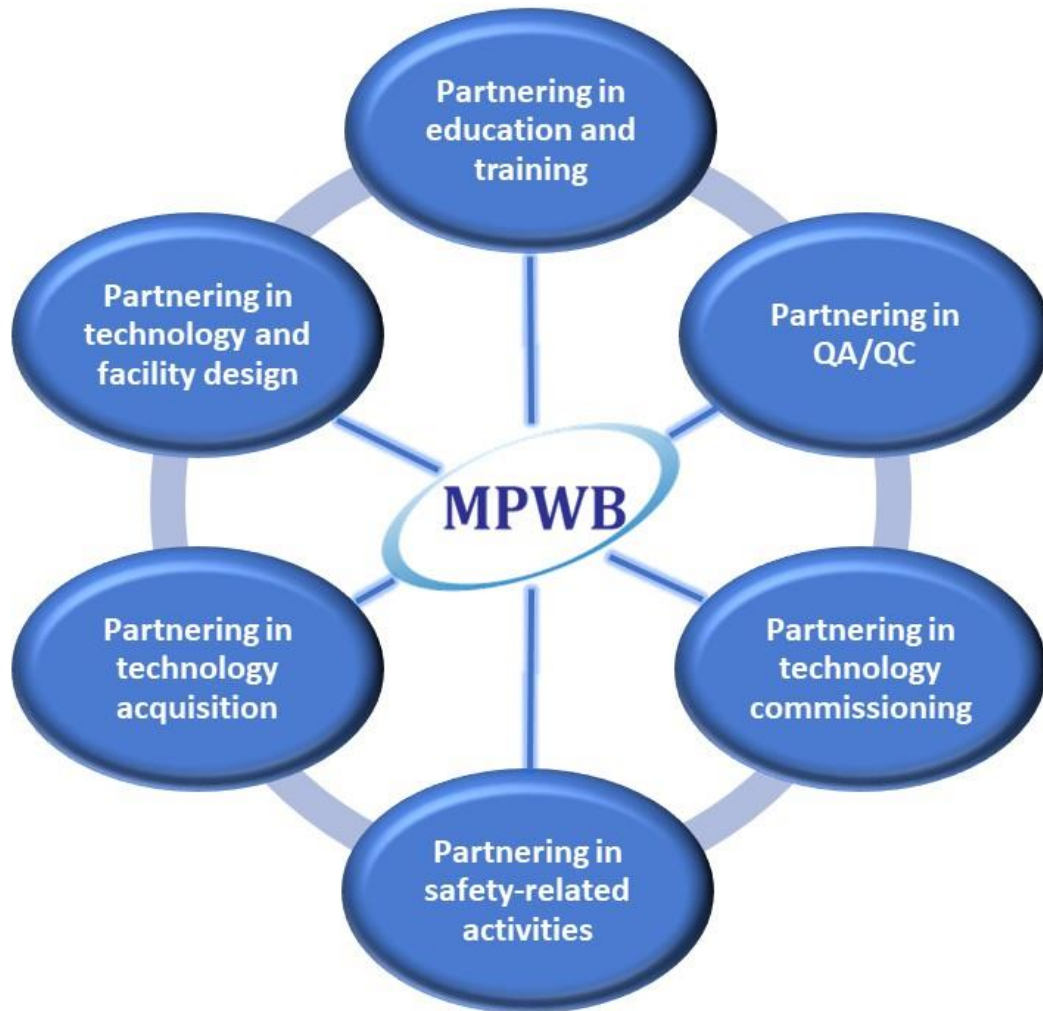 Partnering in
education and
training
Partnering in
technology and
facility design
Partnering in
QA/QC
MPWB
Partnering in
technology
acquisition
Partnering in
technology
commissioning
Partnering in
safety-related
activities